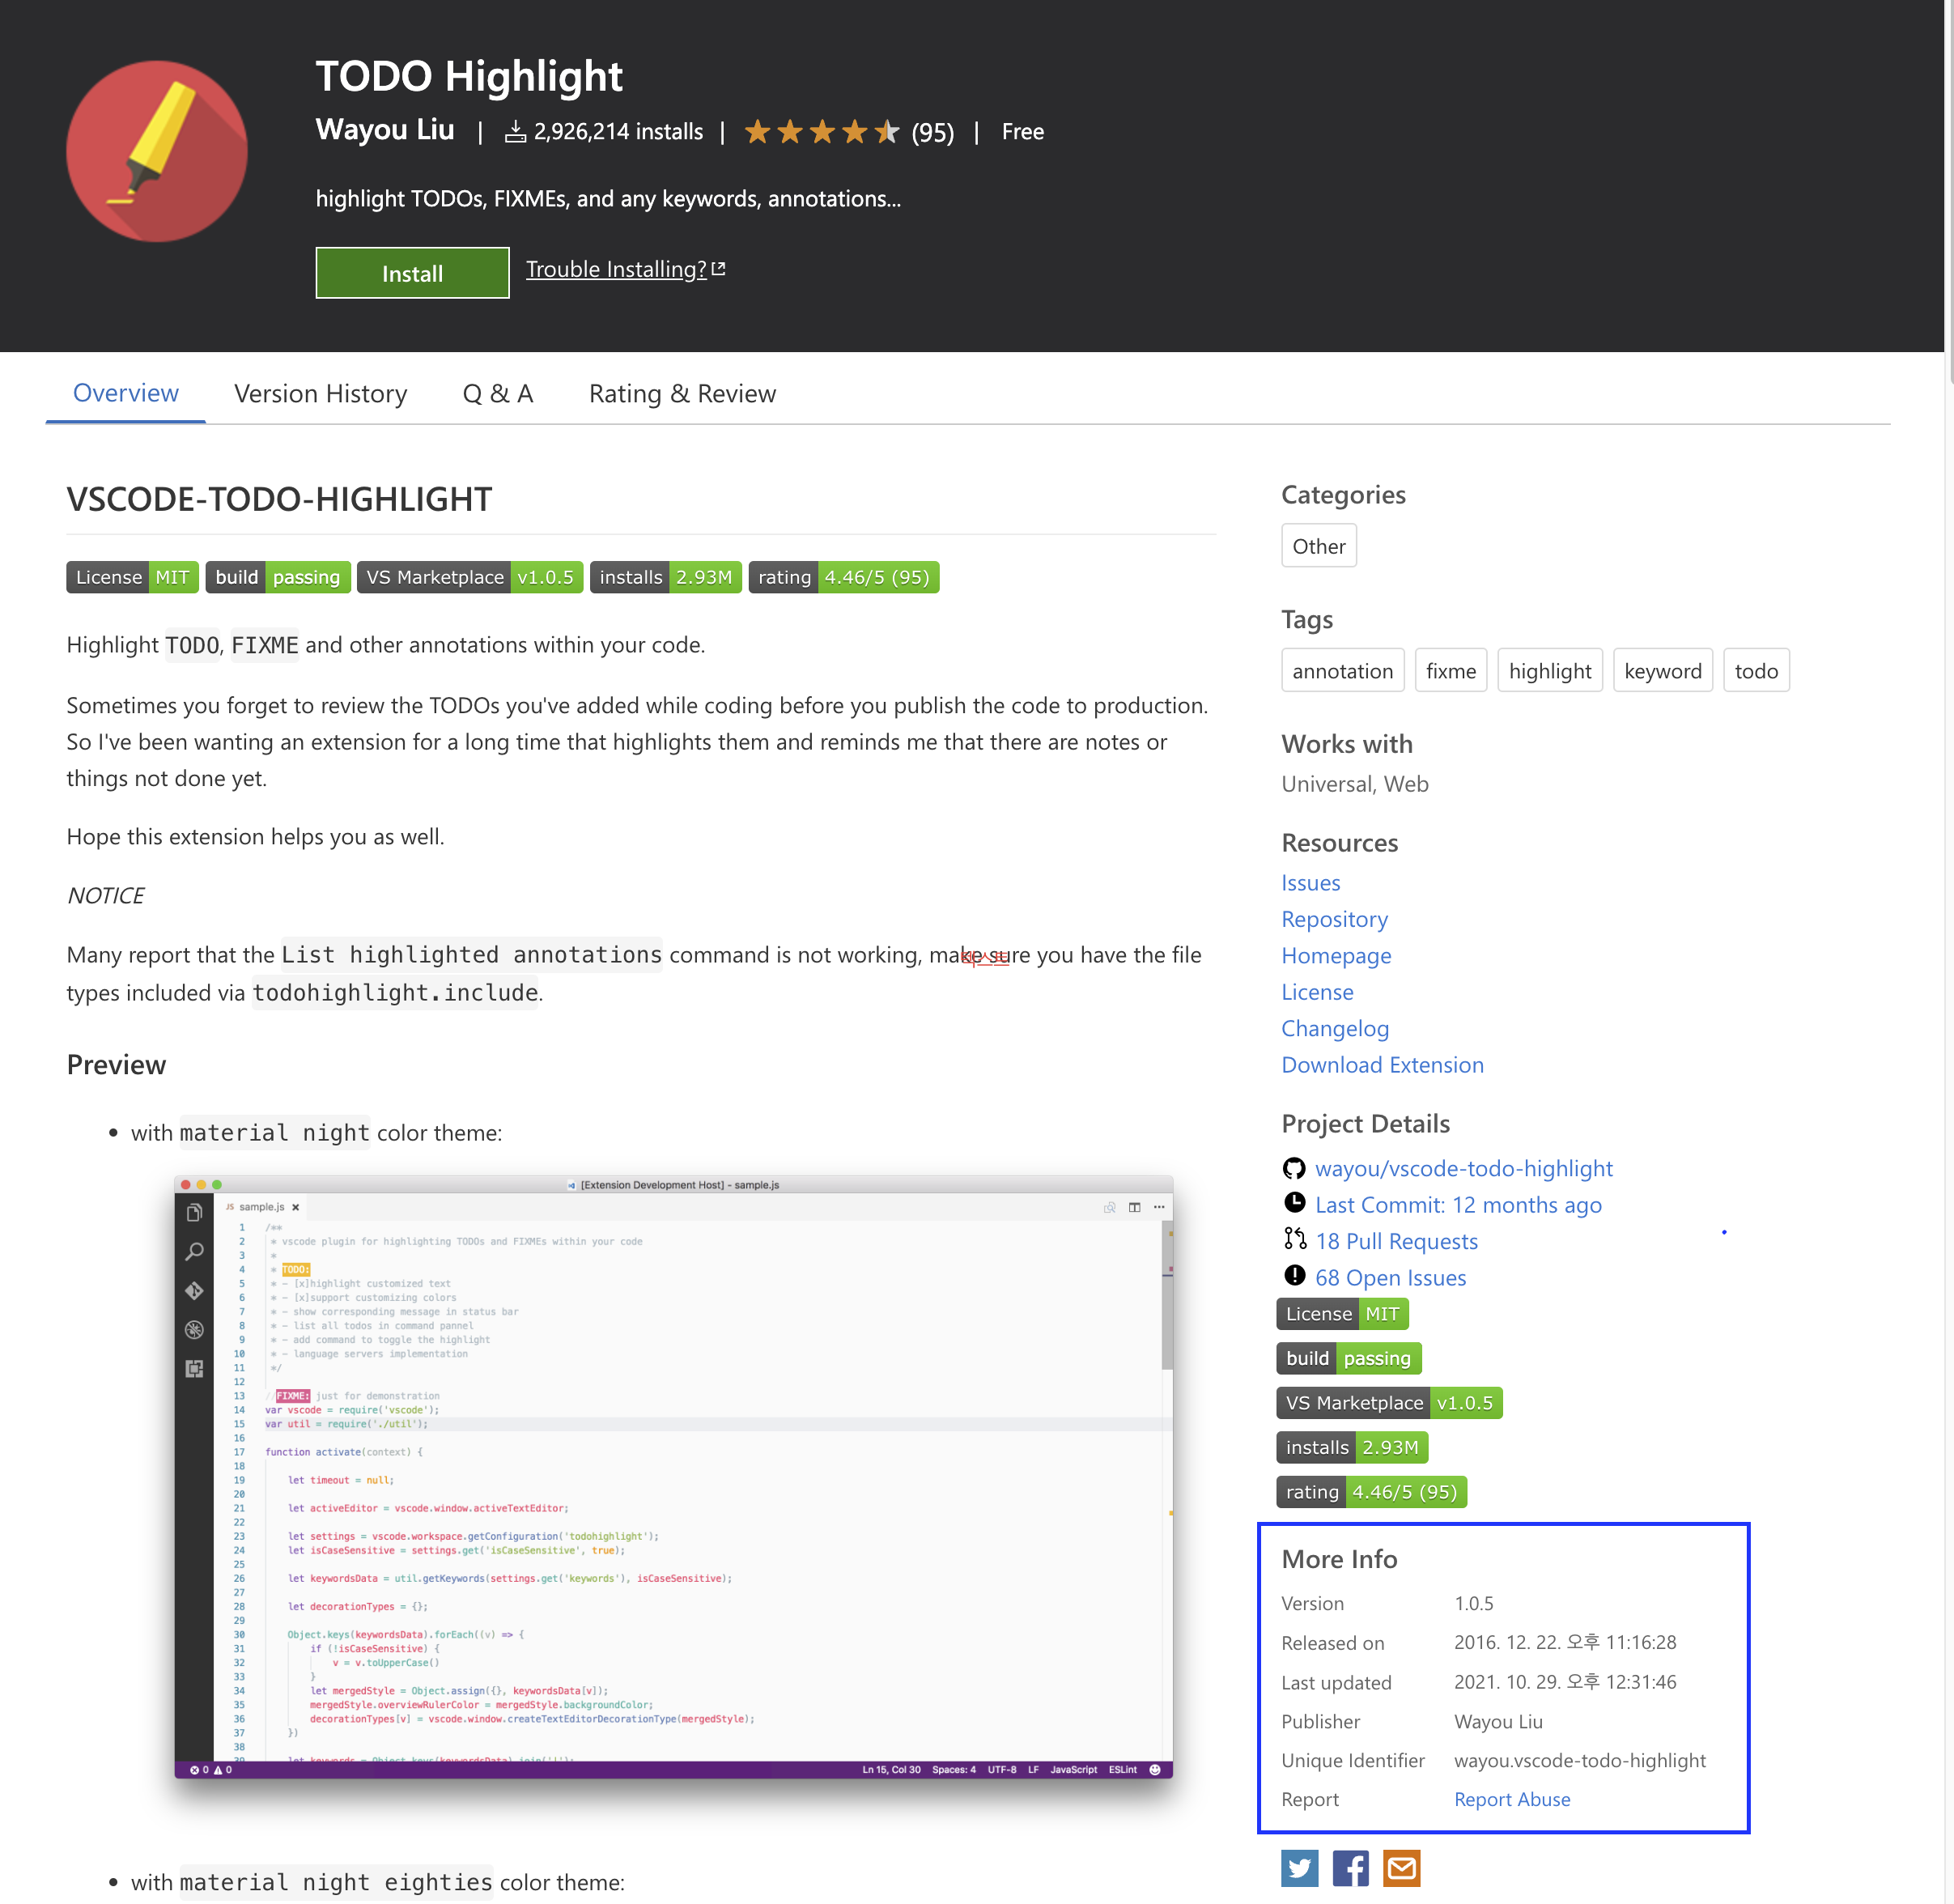 TODO Highlight
Wayou Liu | 2,926,214 installs | (95) | Free
highlight TODOs, FIXMEs, and any keywords, annotations...
Install Trouble Installing?
Overview Version History Q & A Rating & Review
VSCODE-TODO-HIGHLIGHT
License MIT build passing VS Marketplace v1.0.5 installs 2.93M rating 4.46/5 (95)
Highlight TODO, FIXME and other annotations within your code.
Sometimes you forget to review the TODOs you've added while coding before you publish the code to production.
So I've been wanting an extension for a long time that highlights them and reminds me that there are notes or
things not done yet.
Hope this extension helps you as well.
NOTICE
Many report that the List highlighted annotations command is not working, make sure you have the file
텍스트
types included via todohighlight.include.
Preview
• with material night color theme:
[Extension Development Host] - sample.js
JS sample.js ×
1 /**
2 * vscode plugin for highlighting TODOs and FIXMEs within your code
3 *
4 * TODO:
5 * - [x]highlight customized text
6 * - [x]support customizing colors
7 * - show corresponding message in status bar
8 * - list all todos in command pannel
9 * - add command to toggle the highlight
10 * - language servers implementation
11 */
12
13 //FIXME: just for demonstration
14 var vscode = require('vscode');
15 var util = require('./util');
16
17 function activate(context) {
18
19 let timeout = null;
20
21 let activeEditor = vscode.window.activeTextEditor;
22
23 let settings = vscode.workspace.getConfiguration('todohighlight');
24 let isCaseSensitive = settings.get('isCaseSensitive', true);
25
26 let keywordsData = util.getKeywords(settings.get('keywords'), isCaseSensitive);
27
28 let decorationTypes = {};
29
30 Object.keys(keywordsData).forEach((v) => {
31 if (!isCaseSensitive) {
32 v = v.toUpperCase()
33 }
34 let mergedStyle = Object.assign({}, keywordsData[v]);
35 mergedStyle.overviewRulerColor = mergedStyle.backgroundColor;
36 decorationTypes[v] = vscode.window.createTextEditorDecorationType(mergedStyle);
37 })
38
39 let keywords = Object.keys(keywordsData).join('|');
0 0 Ln 15, Col 30 Spaces: 4 UTF-8 LF JavaScript ESLint
• with material night eighties color theme:
Categories
Other
Tags
annotation fixme highlight keyword todo
Works with
Universal, Web
Resources
Issues
Repository
Homepage
License
Changelog
Download Extension
Project Details
wayou/vscode-todo-highlight
Last Commit: 12 months ago
18 Pull Requests
68 Open Issues
License MIT
build passing
VS Marketplace v1.0.5
installs 2.93M
rating 4.46/5 (95)
More Info
Version 1.0.5
Released on 2016. 12. 22. 오후 11:16:28
Last updated 2021. 10. 29. 오후 12:31:46
Publisher Wayou Liu
Unique Identifier wayou.vscode-todo-highlight
Report Report Abuse